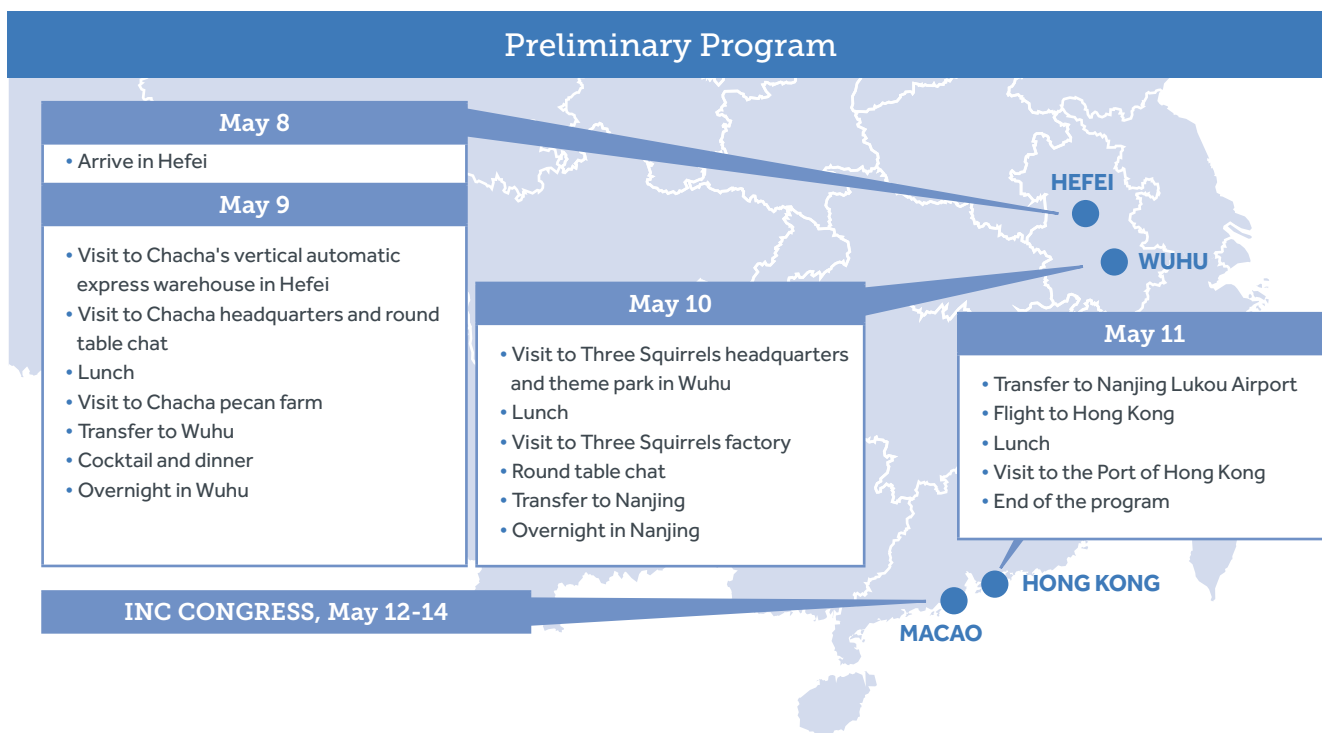 Preliminary Program
May 8
• Arrive in Hefei
May 9
• Visit to Chacha's vertical automatic
express warehouse in Hefei
• Visit to Chacha headquarters and round
table chat
• Lunch
• Visit to Chacha pecan farm
• Transfer to Wuhu
• Cocktail and dinner
• Overnight in Wuhu
May 10
• Visit to Three Squirrels headquarters
and theme park in Wuhu
• Lunch
• Visit to Three Squirrels factory
• Round table chat
• Transfer to Nanjing
• Overnight in Nanjing
May 11
• Transfer to Nanjing Lukou Airport
• Flight to Hong Kong
• Lunch
• Visit to the Port of Hong Kong
• End of the program
INC CONGRESS, May 12-14
HEFEI
WUHU
HONG KONG
MACAO